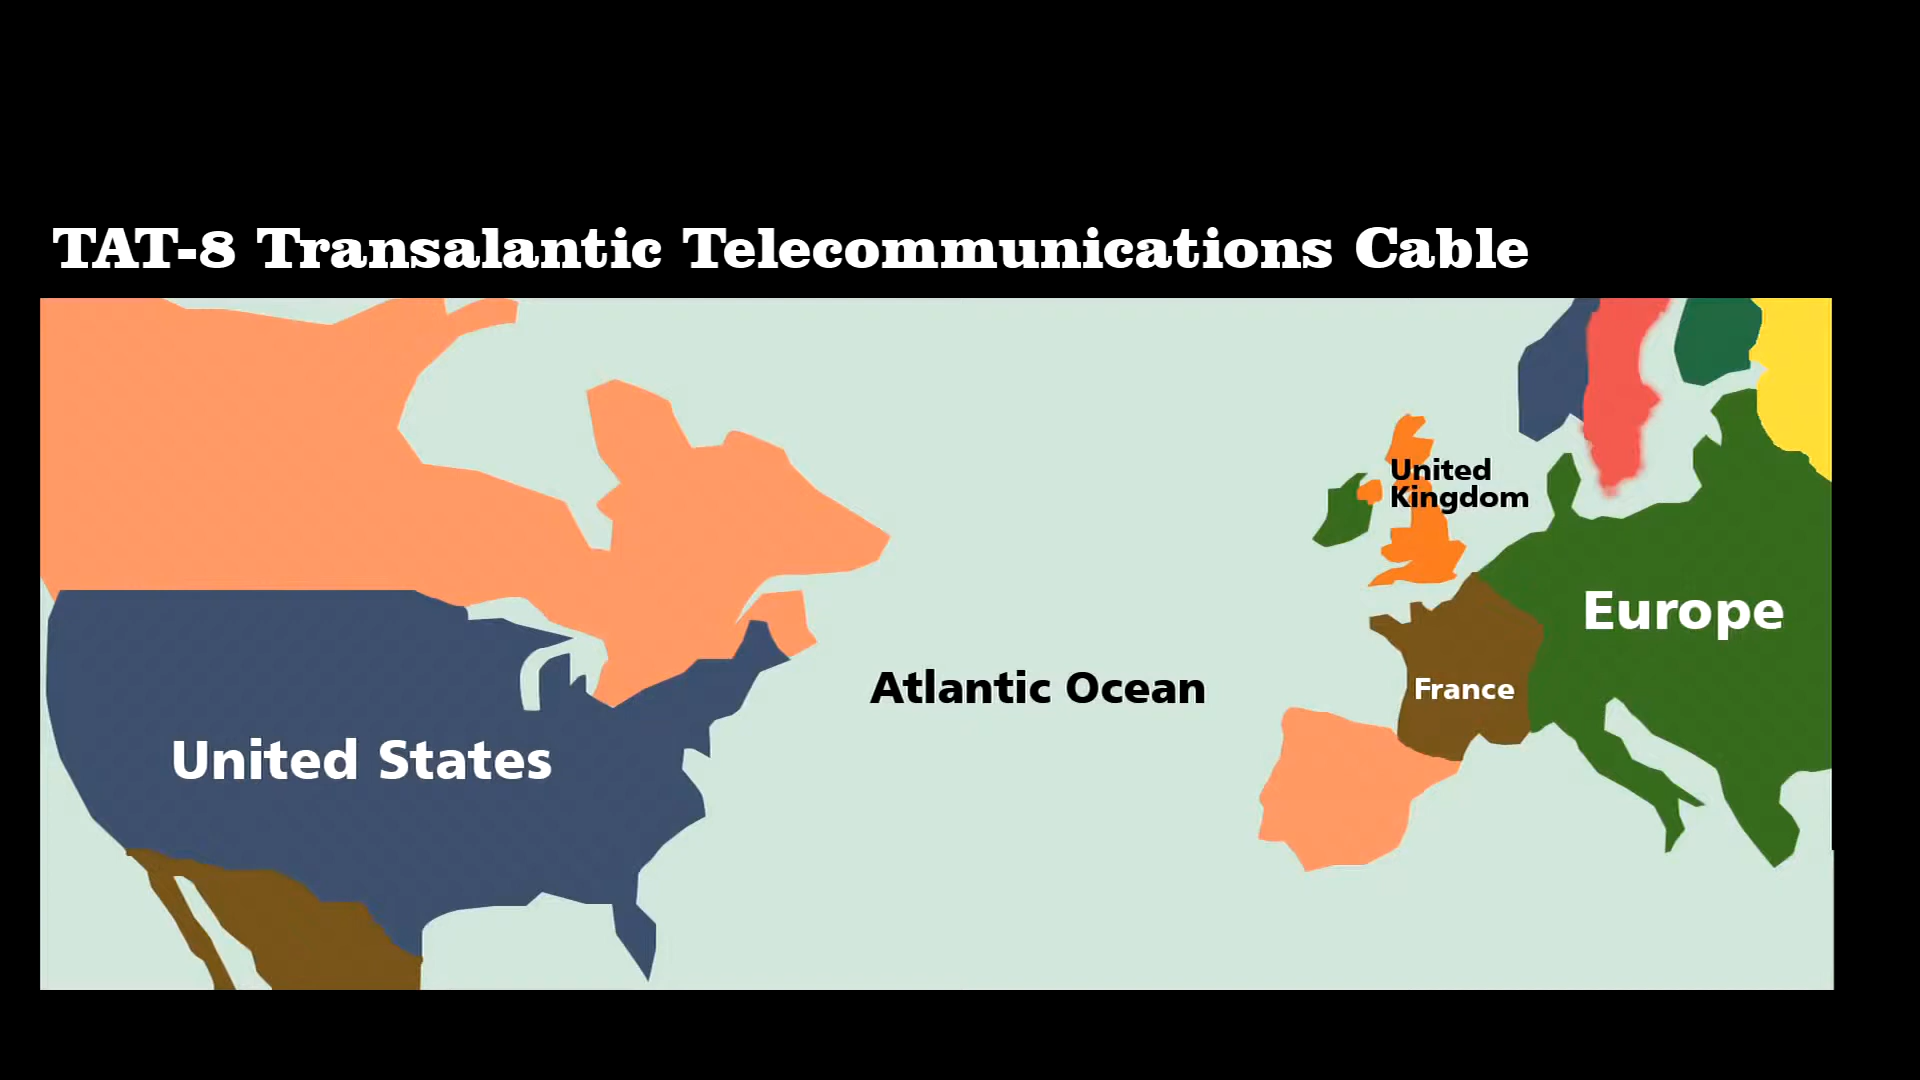 TAT-8 Transalantic Telecommunications Cable
United
Kingdom
Europe
Atlantic Ocean
France
United States